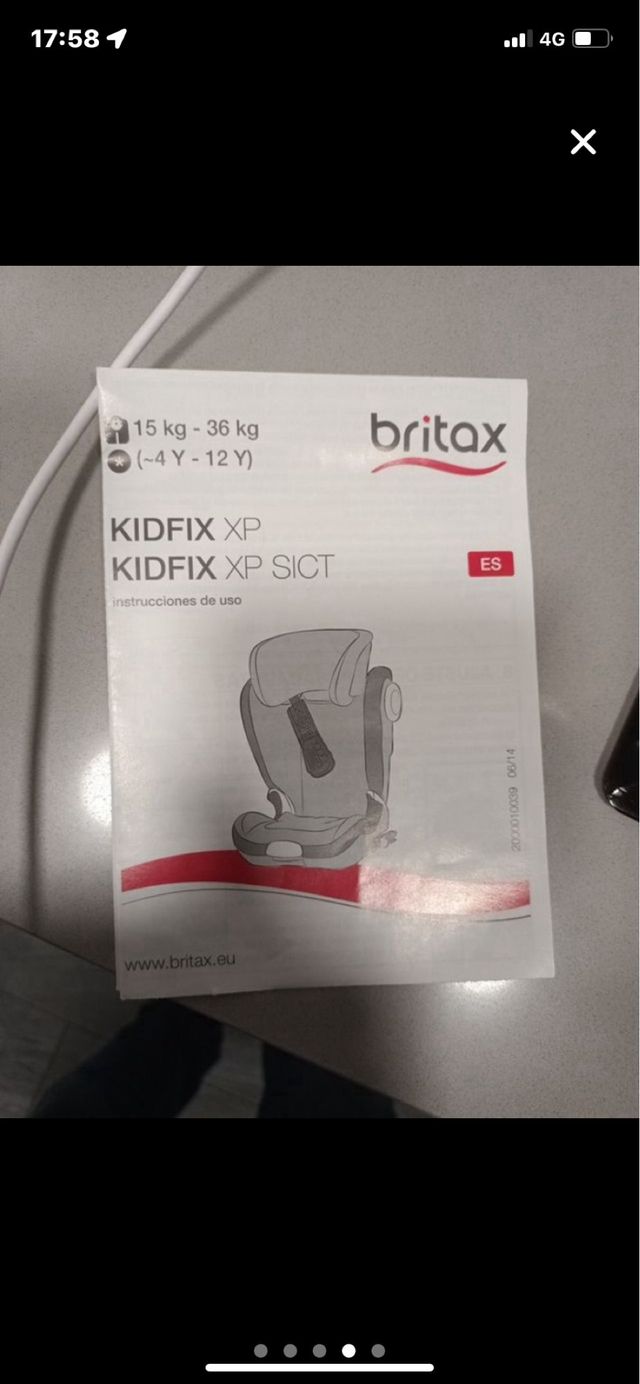 17:58
4G
15 kg - 36 kg
(~4 Y - 12 Y)
britax
KIDFIX XP
KIDFIX XP SICT
ES
instrucciones de uso
2000010039 06/14
www.britax.eu